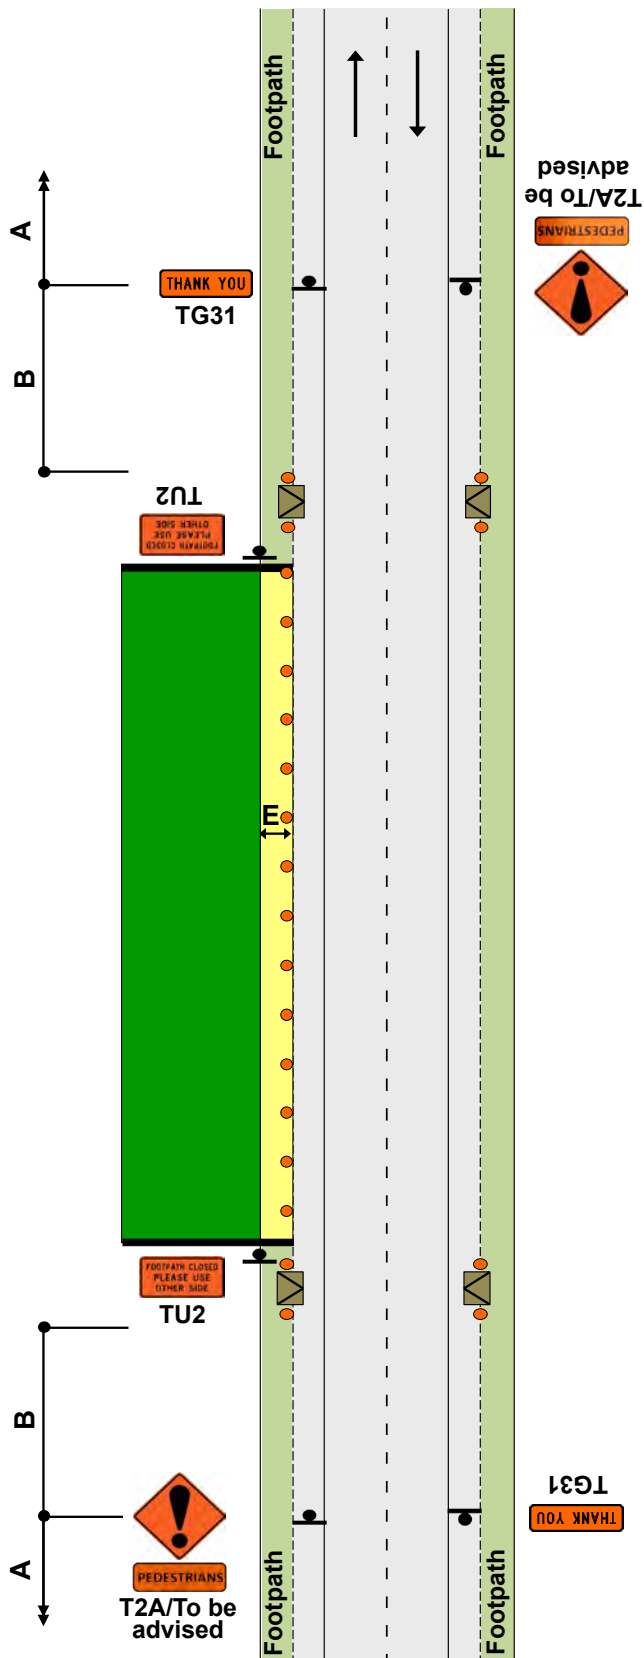 Footpath
Footpath
A
T2A/To be
advised
PEDESTRIANS
THANK YOU
TG31
B
TU2
FOOTPATH CLOSED
PLEASE USE
OTHER SIDE
E
FOOTPATH CLOSED
PLEASE USE
OTHER SIDE
TU2
B
TG31
THANK YOU
A
PEDESTRIANS
T2A/To be
advised
Footpath
Footpath